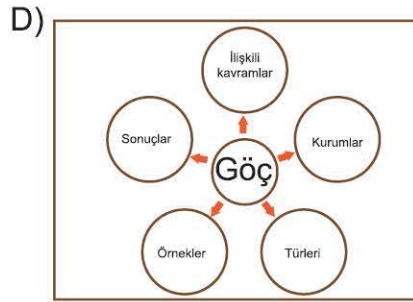 D)
İlişkili
kavramlar
Sonuçlar
Kurumlar
Göç
Örnekler
Türleri